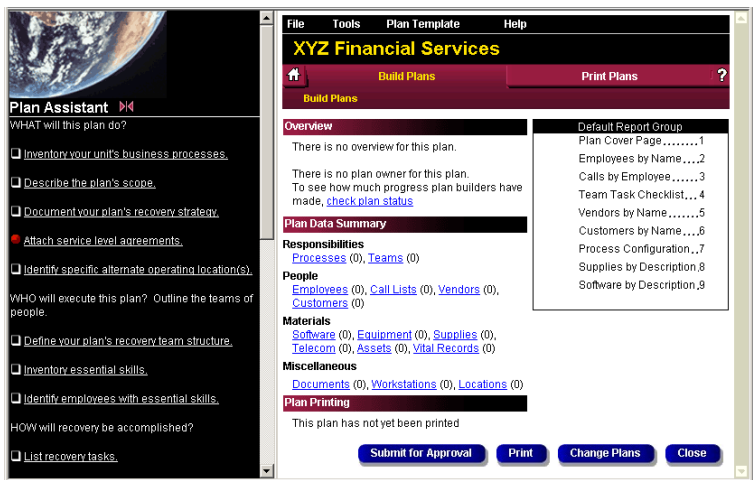 Plan Assistant
WHAT will this plan do?
Inventory your unit's business processes.
Describe the plan's scope.
Document your plan's recovery strategy.
Attach service level agreements.
Identify specific alternate operating location(s).
WHO will execute this plan? Outline the teams of
people.
Define your plan's recovery team structure.
Inventory essential skills.
Identify employees with essential skills.
HOW will recovery be accomplished?
List recovery tasks.
File Tools Plan Template Help
XYZ Financial Services
Build Plans Print Plans ?
Build Plans
Overview
There is no overview for this plan.
There is no plan owner for this plan.
To see how much progress plan builders have
made, check plan status
Plan Data Summary
Responsibilities
Processes (0), Teams (0)
People
Employees (0), Call Lists (0), Vendors (0),
Customers (0)
Materials
Software (0), Equipment (0), Supplies (0),
Telecom (0), Assets (0), Vital Records (0)
Miscellaneous
Documents (0), Workstations (0), Locations (0)
Plan Printing
This plan has not yet been printed
Default Report Group
Plan Cover Page........1
Employees by Name....2
Calls by Employee......3
Team Task Checklist...4
Vendors by Name.......5
Customers by Name....6
Process Configuration..7
Supplies by Description.8
Software by Description.9
Submit for Approval Print Change Plans Close